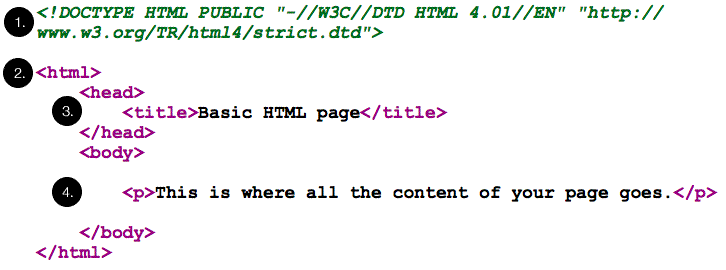 1. <!DOCTYPE HTML PUBLIC "-//W3C//DTD HTML 4.01//EN" "http://
www.w3.org/TR/html4/strict.dtd">
2. <html>
<head>
3. <title>Basic HTML page</title>
</head>
<body>
4. <p>This is where all the content of your page goes.</p>
</body>
</html>